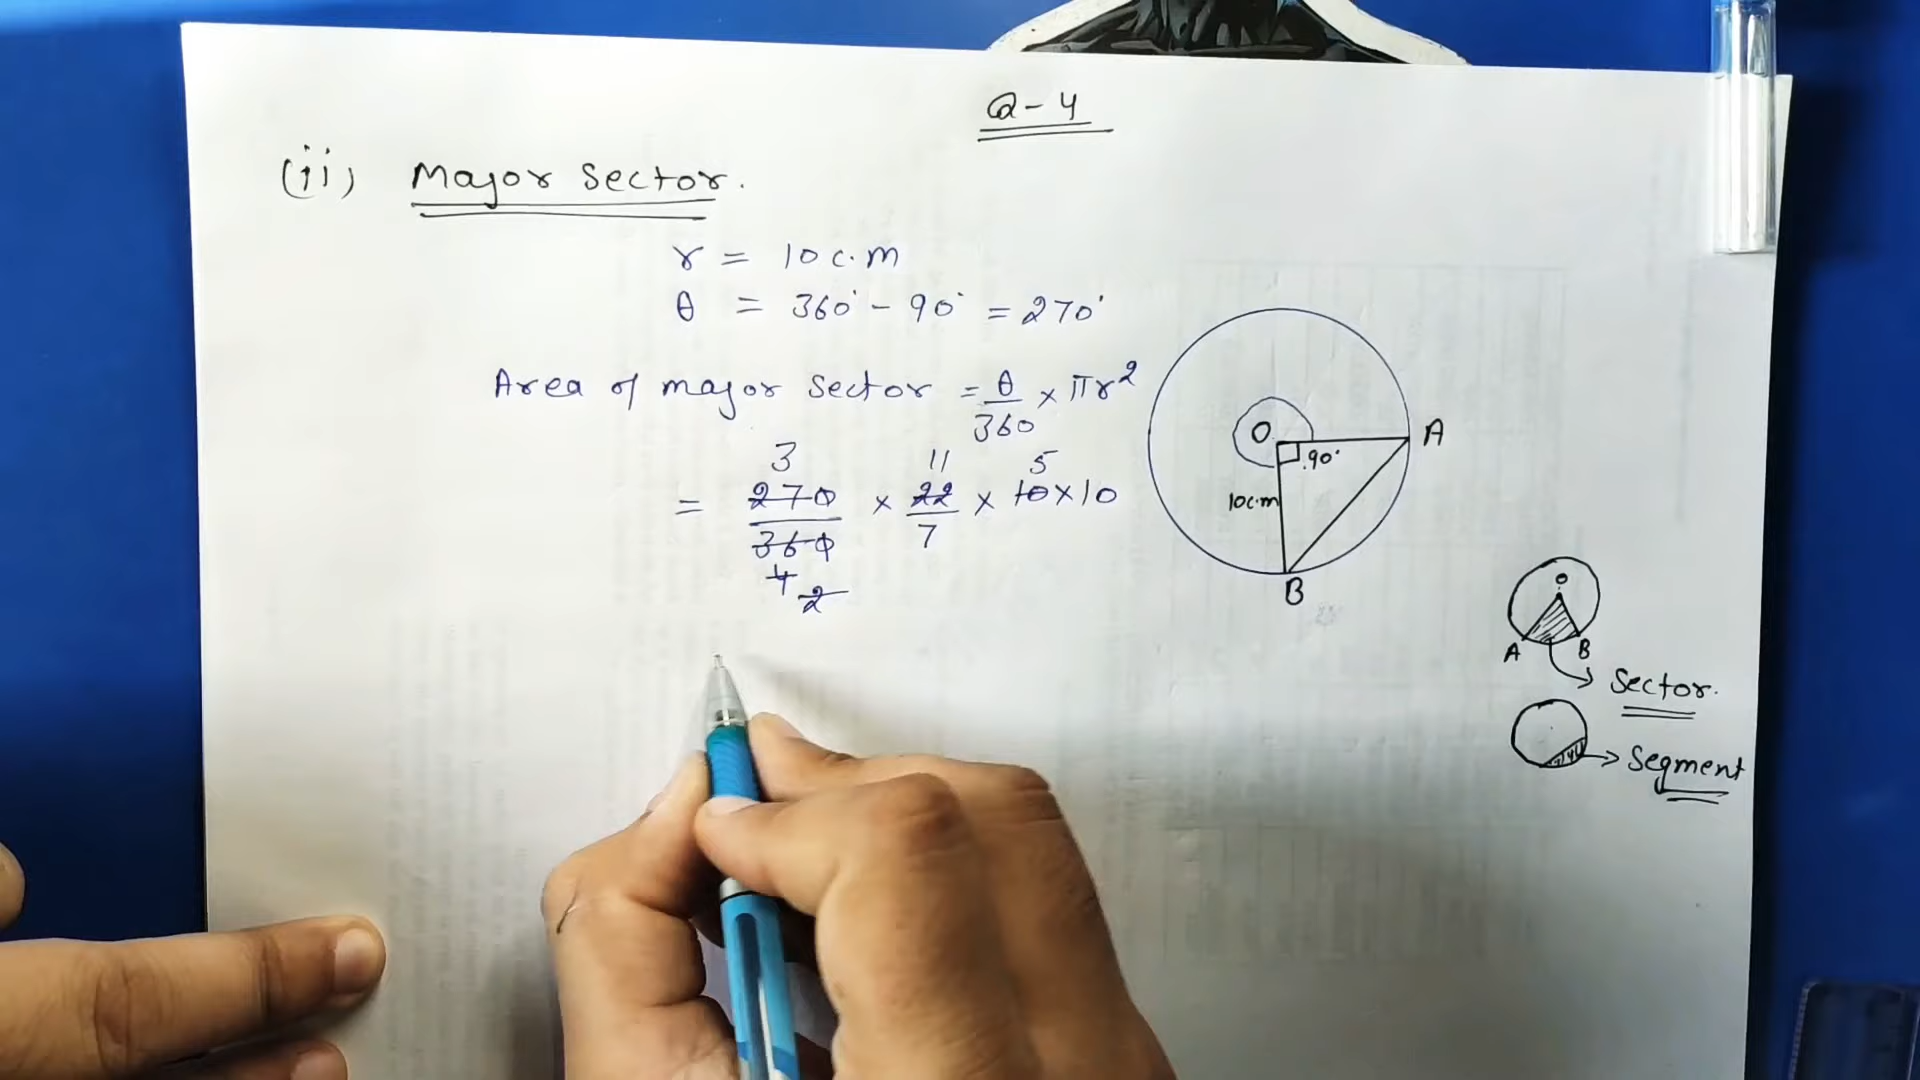 Q-4
(ii) Major Sector.
r = 10 c.m
θ = 360° - 90° = 270°
Area of major Sector = θ/360 × πr²
3 11 5
= 270/360 × 22/7 × 10×10
4 2
O
A
90°
10c.m
B
O
A B
Sector.
Segment